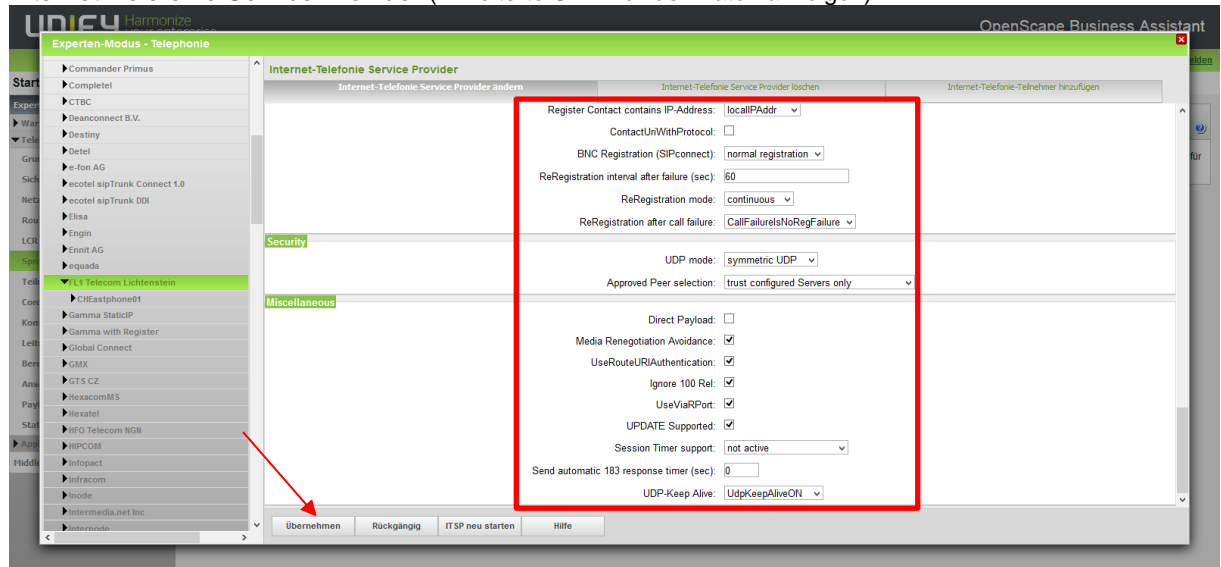 UNIFY Harmonize
OpenScape Business Assistant
Experten-Modus - Telephonie
Commander Primus
Completel
CTBC
Deanconnect B.V.
Destiny
Detel
e-fon AG
ecotel sipTrunk Connect 1.0
ecotel sipTrunk DDI
Elisa
Engin
Ennit AG
equada
FL1 Telecom Lichtenstein
CHEastphone01
Gamma StaticIP
Gamma with Register
Global Connect
GMX
GTS CZ
HexacomMS
Hexatel
HFO Telecom NGN
HIPCOM
Infopact
Infracom
Inode
Intermedia.net Inc
Internode
Internet-Telefonie Service Provider
Internet-Telefonie Service Provider ändern
Internet-Telefonie Service Provider löschen
Internet-Telefonie-Teilnehmer hinzufügen
Register Contact contains IP-Address: localIPAddr
ContactUriWithProtocol:
BNC Registration (SIPconnect): normal registration
ReRegistration interval after failure (sec): 60
ReRegistration mode: continuous
ReRegistration after call failure: CallFailureIsNoRegFailure
Security
UDP mode: symmetric UDP
Approved Peer selection: trust configured Servers only
Miscellaneous
Direct Payload:
Media Renegotiation Avoidance:
UseRouteURIAuthentication:
Ignore 100 Rel:
UseViaRPort:
UPDATE Supported:
Session Timer support: not active
Send automatic 183 response timer (sec): 0
UDP-Keep Alive: UdpKeepAliveON
Übernehmen
Rückgängig
ITSP neu starten
Hilfe
für
LCR